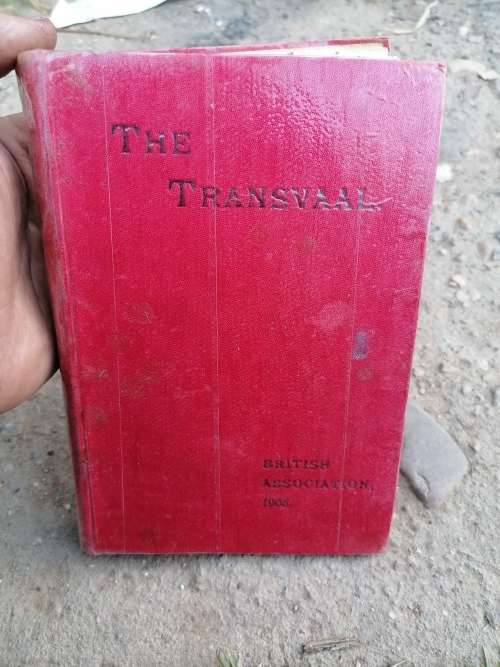 THE
TRANSVAAL.
BRITISH
ASSOCIATION,
1905.